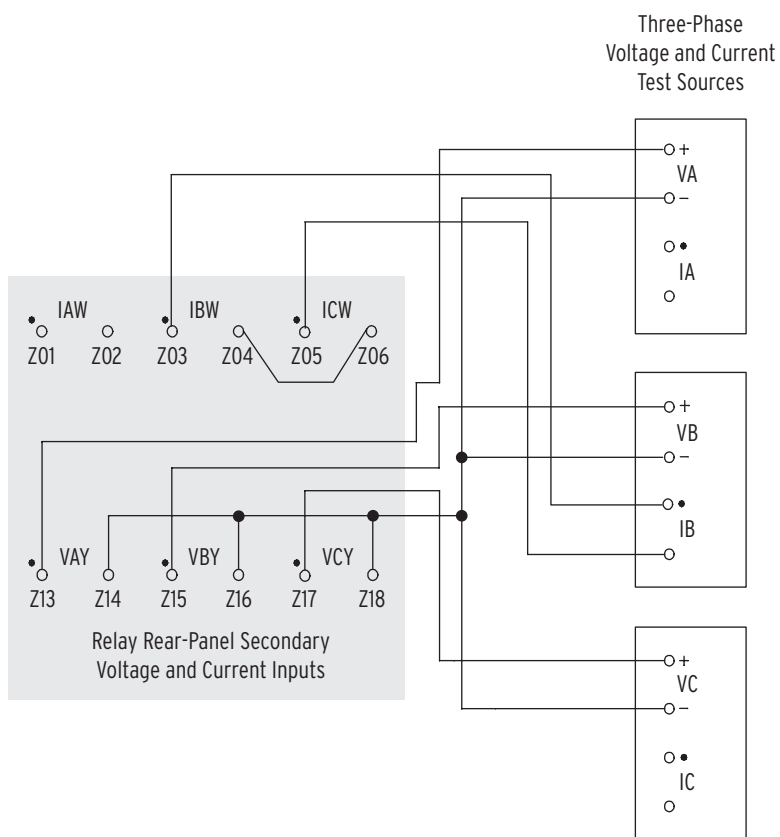 Three-Phase
Voltage and Current
Test Sources
+
VA
−
IA
IAW
IBW
ICW
Z01
Z02
Z03
Z04
Z05
Z06
+
VB
−
IB
VAY
VBY
VCY
Z13
Z14
Z15
Z16
Z17
Z18
Relay Rear-Panel Secondary
Voltage and Current Inputs
+
VC
−
IC